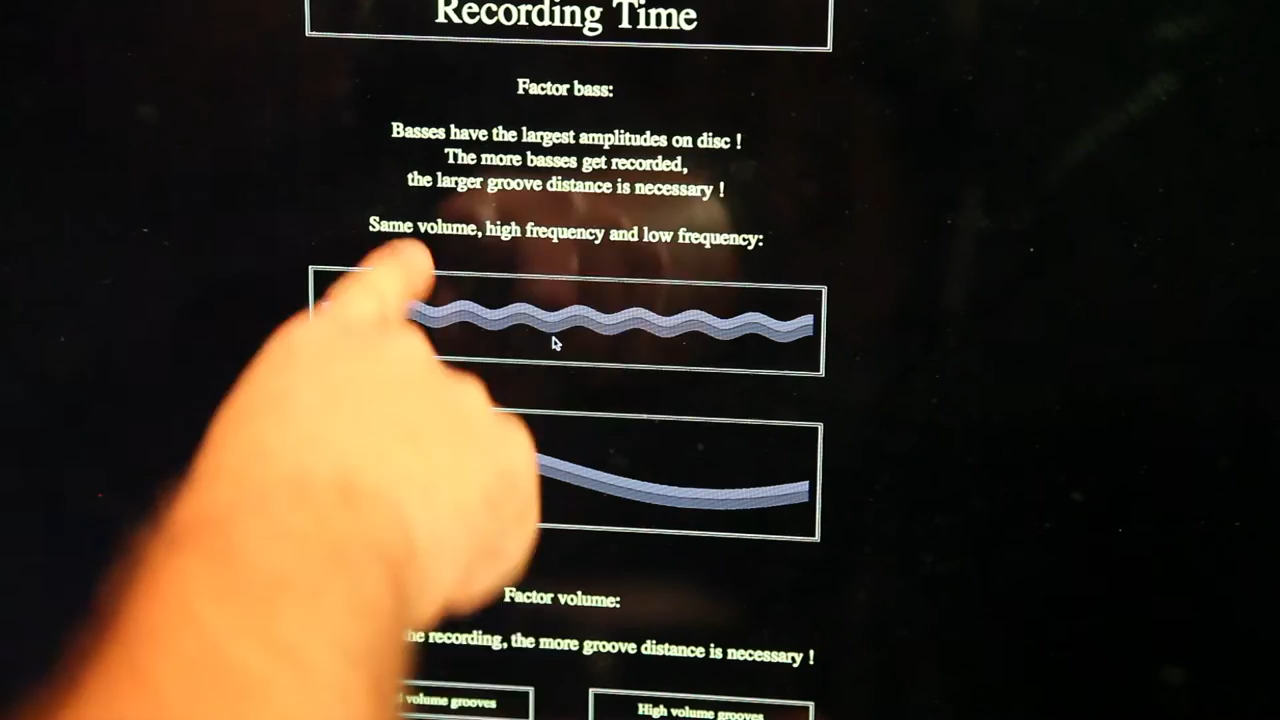 Recording Time
Factor bass:
Basses have the largest amplitudes on disc !
The more basses get recorded,
the larger groove distance is necessary !
Same volume, high frequency and low frequency:
Factor volume:
the recording, the more groove distance is necessary !
volume grooves
High volume grooves